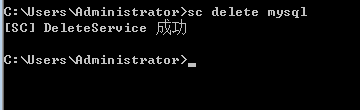 C:\Users\Administrator>sc delete mysql
[SC] DeleteService 成功
C:\Users\Administrator>